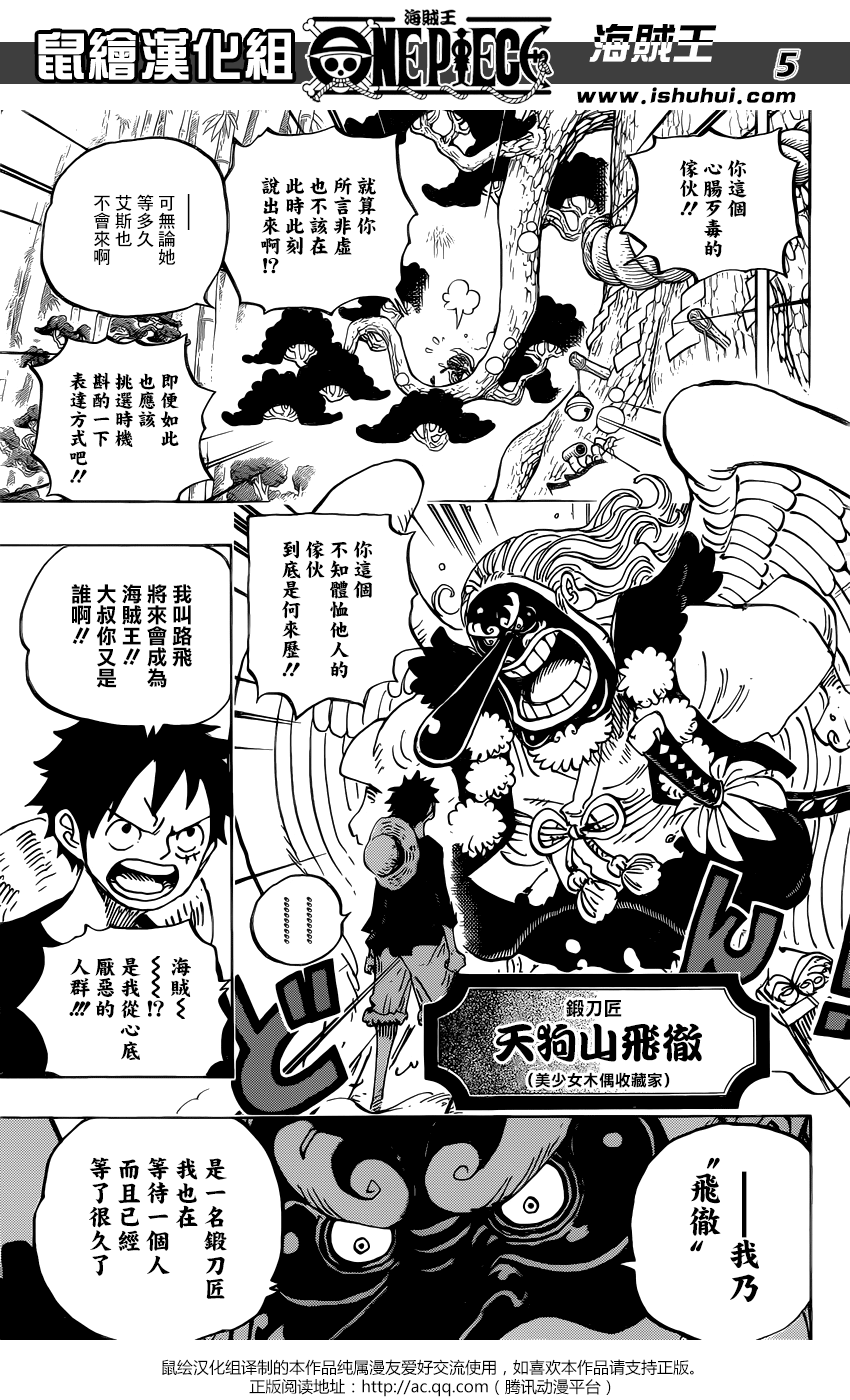 鼠繪漢化組
海賊王
ONE PIECE
海賊王
5
www.ishuhui.com
你這個
心腸歹毒的
傢伙!!
就算你
所言非虛
也不該在
此時此刻
說出來啊!?
——
可無論她
等多久
艾斯也
不會來啊
即便如此
也應該
挑選時機
斟酌一下
表達方式吧!!
你這個
不知體恤他人的
傢伙
到底是何來歷!!
我叫路飛
將來會成為
海賊王!!
大叔你又是
誰啊!!
海賊~
~~~!?
是我從心底
厭惡的
人群!!!
ドン!!
鍛刀匠
天狗山飛徹
(美少女木偶收藏家)
——我乃
"飛徹"
是一名鍛刀匠
我也在
等待一個人
而且已經
等了很久了
鼠绘汉化组译制的本作品纯属漫友爱好交流使用，如喜欢本作品请支持正版。
正版阅读地址：http://ac.qq.com（腾讯动漫平台）